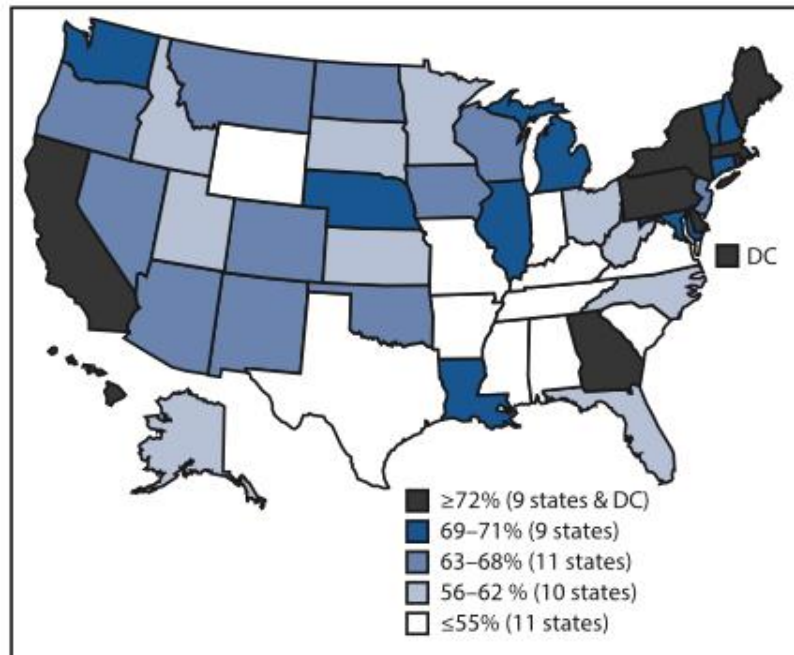 DC
≥72% (9 states & DC)
69–71% (9 states)
63–68% (11 states)
56–62 % (10 states)
≤55% (11 states)